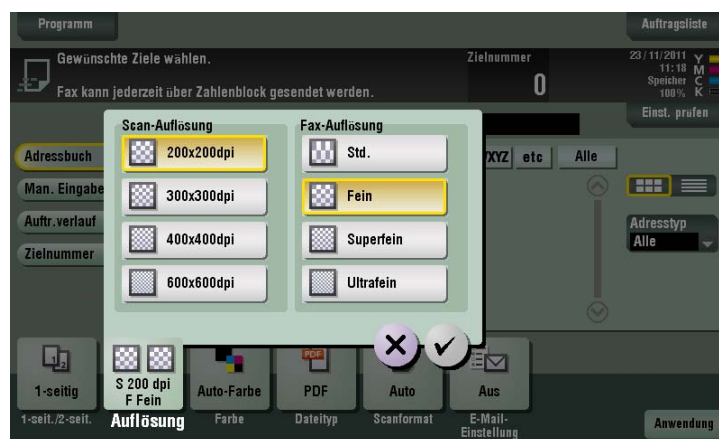 Programm
Auftragsliste
Gewünschte Ziele wählen.
Fax kann jederzeit über Zahlenblock gesendet werden.
Zielnummer
0
23/11/2011
11:18
Speicher
100%
Y
M
C
K
Einst. prüfen
Adressbuch
Man. Eingabe
Auftr.verlauf
Zielnummer
Scan-Auflösung
200x200dpi
300x300dpi
400x400dpi
600x600dpi
Fax-Auflösung
Std.
Fein
Superfein
Ultrafein
XYZ
etc
Alle
Adresstyp
Alle
1-seitig
1-seit./2-seit.
S 200 dpi
F Fein
Auflösung
Auto-Farbe
Farbe
PDF
PDF
Dateityp
Auto
Scanformat
Aus
E-Mail-
Einstellung
Anwendung